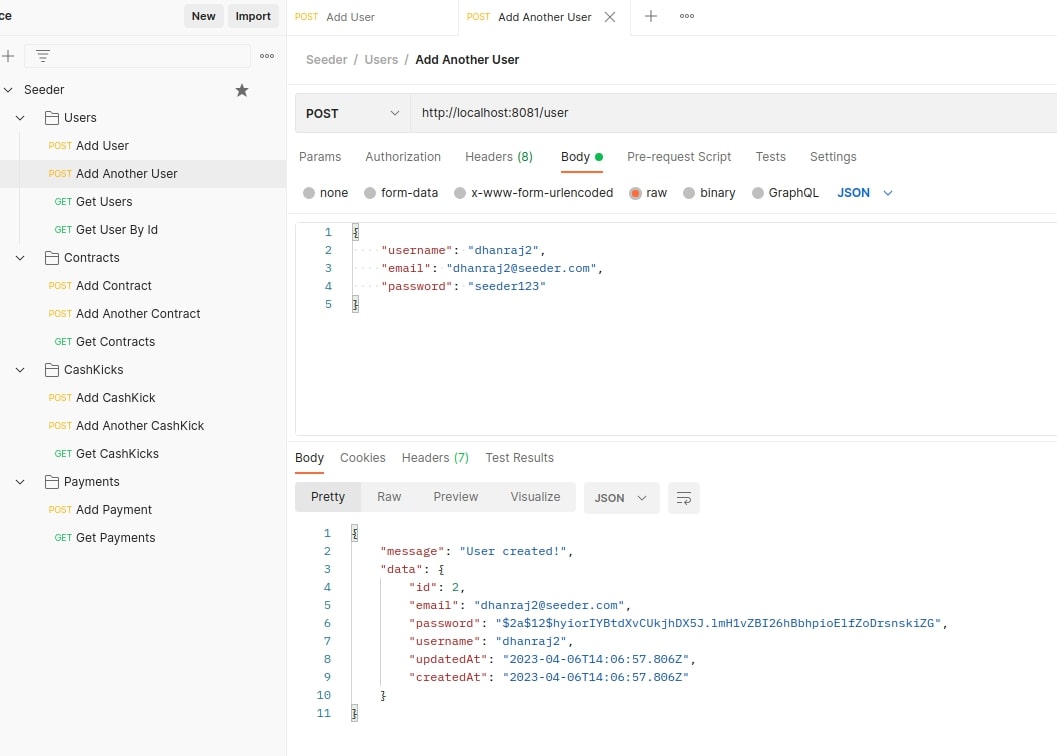 ce
New
Import
POST Add User
POST Add Another User
Seeder / Users / Add Another User
Seeder
Users
POST Add User
POST Add Another User
GET Get Users
GET Get User By Id
Contracts
POST Add Contract
POST Add Another Contract
GET Get Contracts
CashKicks
POST Add CashKick
POST Add Another CashKick
GET Get CashKicks
Payments
POST Add Payment
GET Get Payments
POST http://localhost:8081/user
Params Authorization Headers (8) Body Pre-request Script Tests Settings
none form-data x-www-form-urlencoded raw binary GraphQL JSON
1 {
2 "username": "dhanraj2",
3 "email": "dhanraj2@seeder.com",
4 "password": "seeder123"
5 }
Body Cookies Headers (7) Test Results
Pretty Raw Preview Visualize JSON
1 {
2 "message": "User created!",
3 "data": {
4 "id": 2,
5 "email": "dhanraj2@seeder.com",
6 "password": "$2a$12$hyiorIYBtdXvCUkjhDX5J.lmH1vZBI26hBbhpioElfZoDrsnskiZG",
7 "username": "dhanraj2",
8 "updatedAt": "2023-04-06T14:06:57.806Z",
9 "createdAt": "2023-04-06T14:06:57.806Z"
10 }
11 }